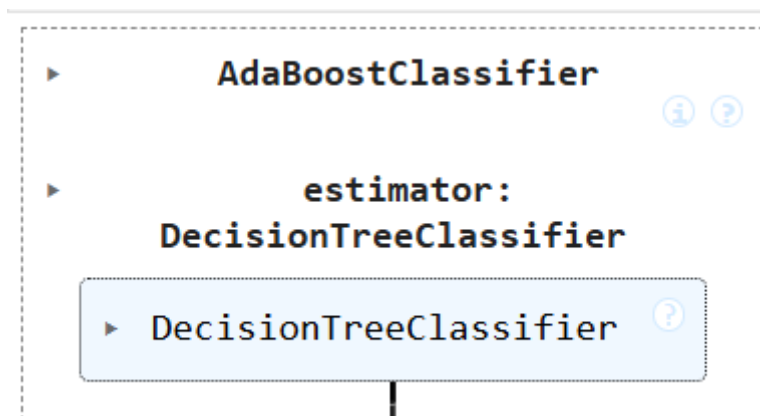 AdaBoostClassifier
i ?
estimator:
DecisionTreeClassifier
DecisionTreeClassifier ?